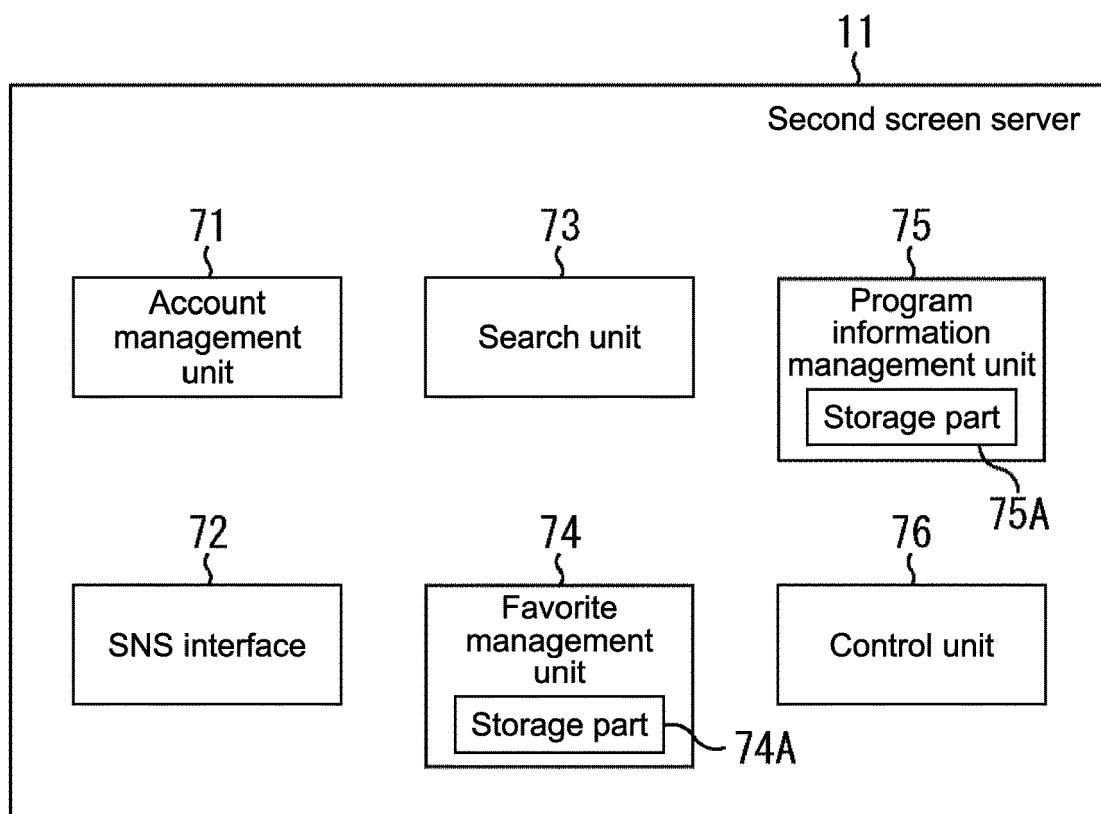 11
Second screen server
71
73
75
Account
management
unit
Search unit
Program
information
management unit
Storage part
75A
72
74
76
SNS interface
Favorite
management
unit
Storage part
74A
Control unit